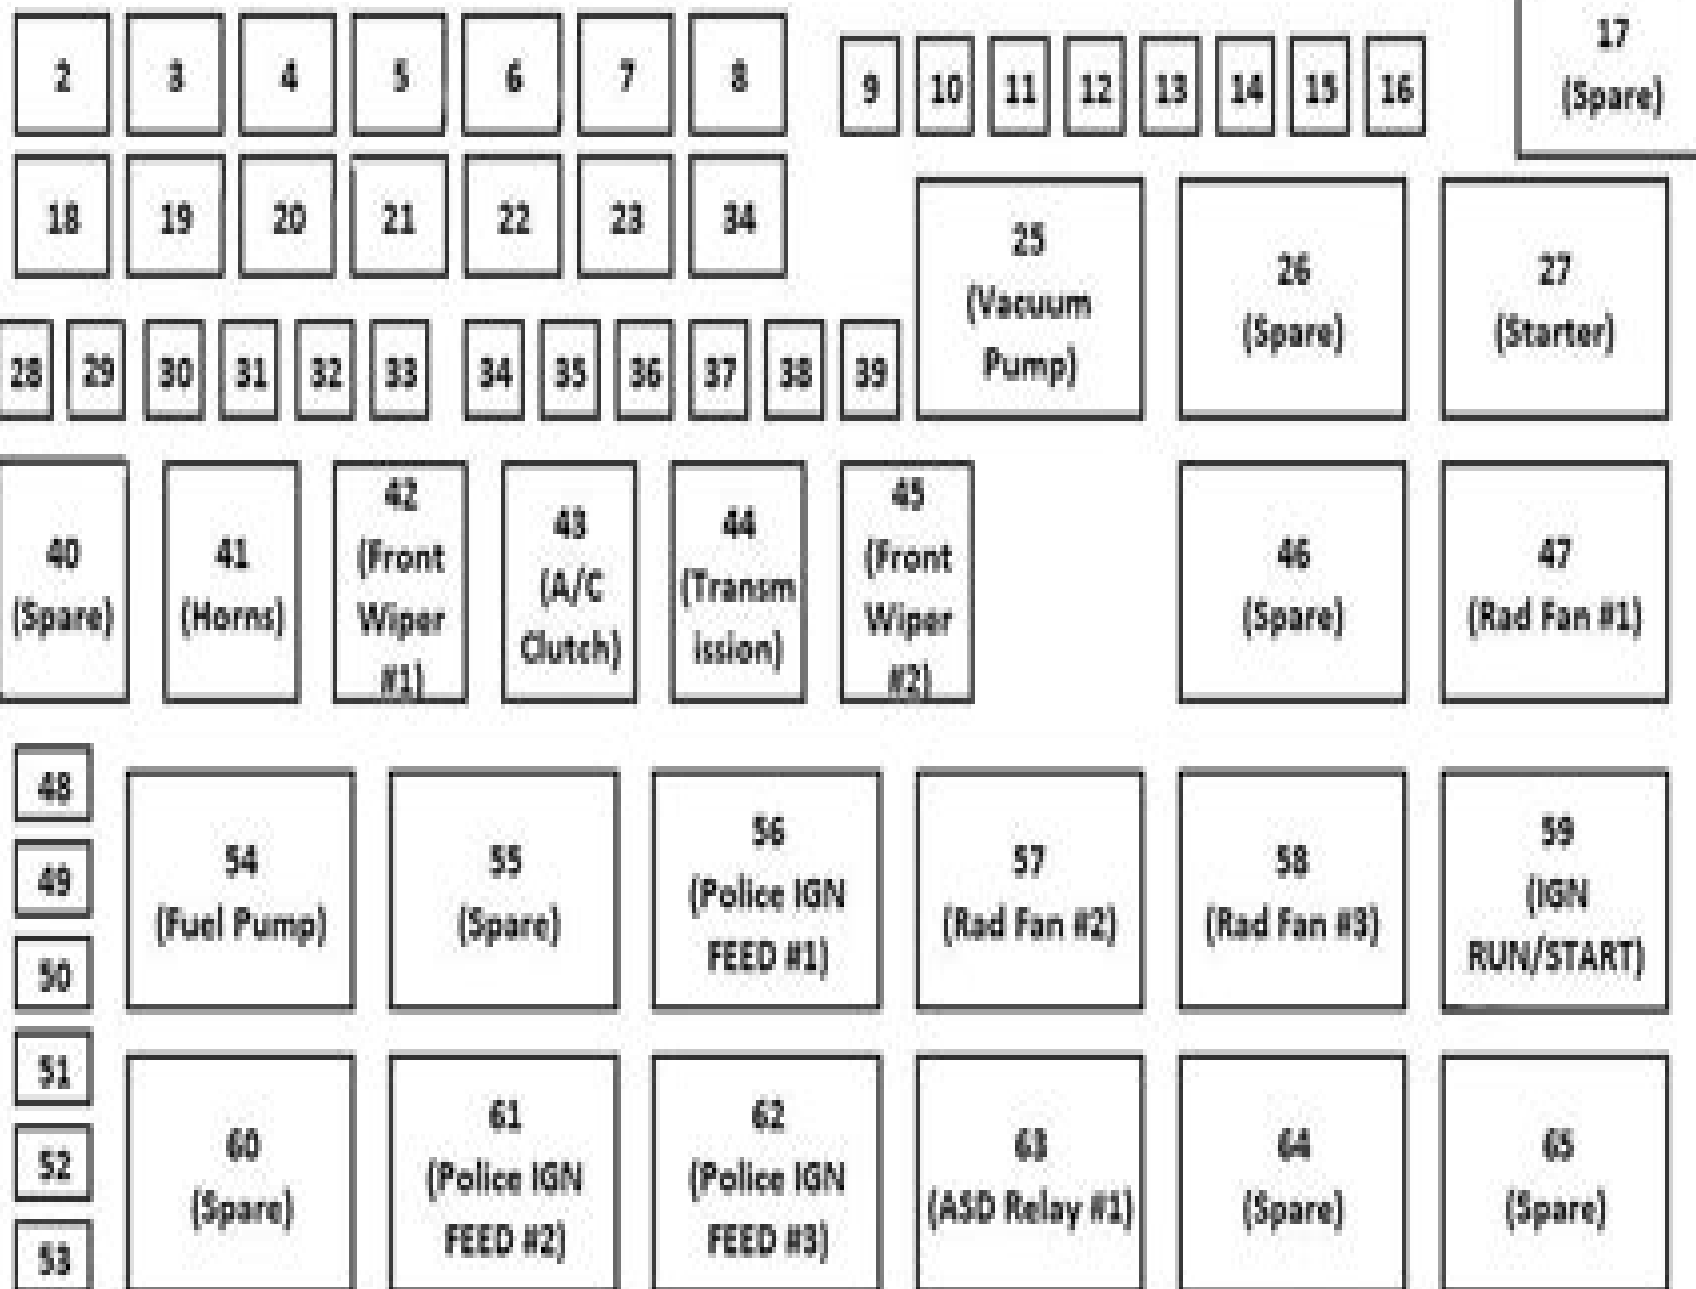 2
3
4
5
6
7
8
9
10
11
12
13
14
15
16
17
(Spare)
18
19
20
21
22
23
34
25
(Vacuum
Pump)
26
(Spare)
27
(Starter)
28
29
30
31
32
33
34
35
36
37
38
39
40
(Spare)
41
(Horns)
42
(Front
Wiper
#1)
43
(A/C
Clutch)
44
(Transm
ission)
45
(Front
Wiper
#2)
46
(Spare)
47
(Rad Fan #1)
48
49
50
51
52
53
54
(Fuel Pump)
55
(Spare)
56
(Police IGN
FEED #1)
57
(Rad Fan #2)
58
(Rad Fan #3)
59
(IGN
RUN/START)
60
(Spare)
61
(Police IGN
FEED #2)
62
(Police IGN
FEED #3)
63
(ASD Relay #1)
64
(Spare)
65
(Spare)